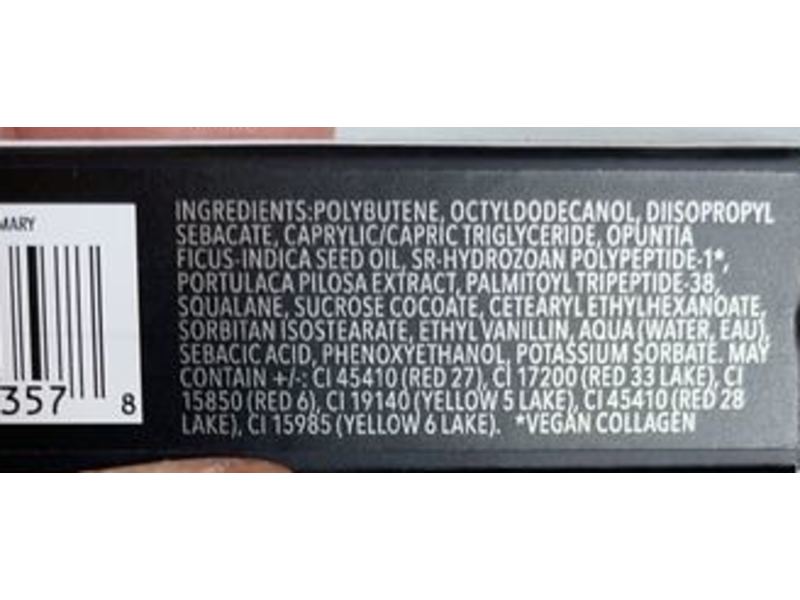 MARY
357 8
INGREDIENTS:POLYBUTENE, OCTYLDODECANOL, DIISOPROPYL
SEBACATE, CAPRYLIC/CAPRIC TRIGLYCERIDE, OPUNTIA
FICUS-INDICA SEED OIL, SR-HYDROZOAN POLYPEPTIDE-1*,
PORTULACA PILOSA EXTRACT, PALMITOYL TRIPEPTIDE-38,
SQUALANE, SUCROSE COCOATE, CETEARYL ETHYLHEXANOATE,
SORBITAN ISOSTEARATE, ETHYL VANILLIN, AQUA (WATER, EAU),
SEBACIC ACID, PHENOXYETHANOL, POTASSIUM SORBATE. MAY
CONTAIN +/-: CI 45410 (RED 27), CI 17200 (RED 33 LAKE), CI
15850 (RED 6), CI 19140 (YELLOW 5 LAKE), CI 45410 (RED 28
LAKE), CI 15985 (YELLOW 6 LAKE). *VEGAN COLLAGEN